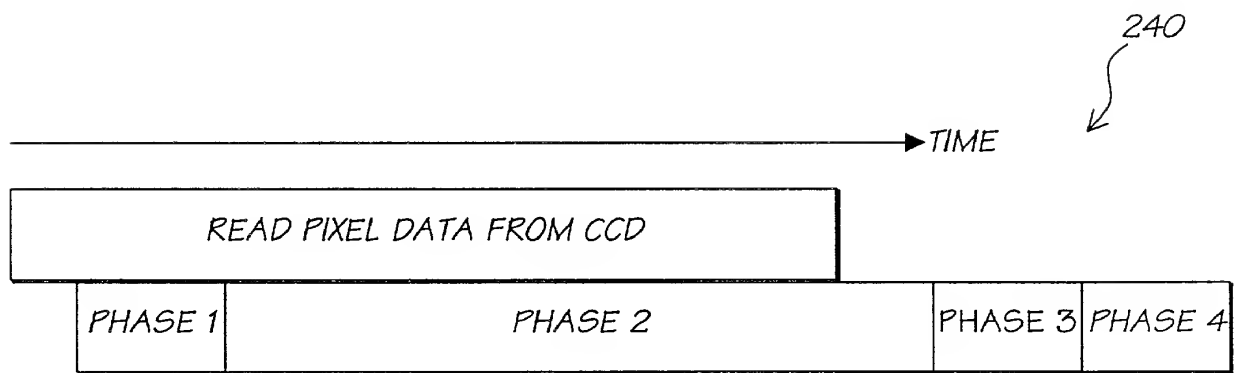 240
TIME
READ PIXEL DATA FROM CCD
PHASE 1 PHASE 2 PHASE 3 PHASE 4